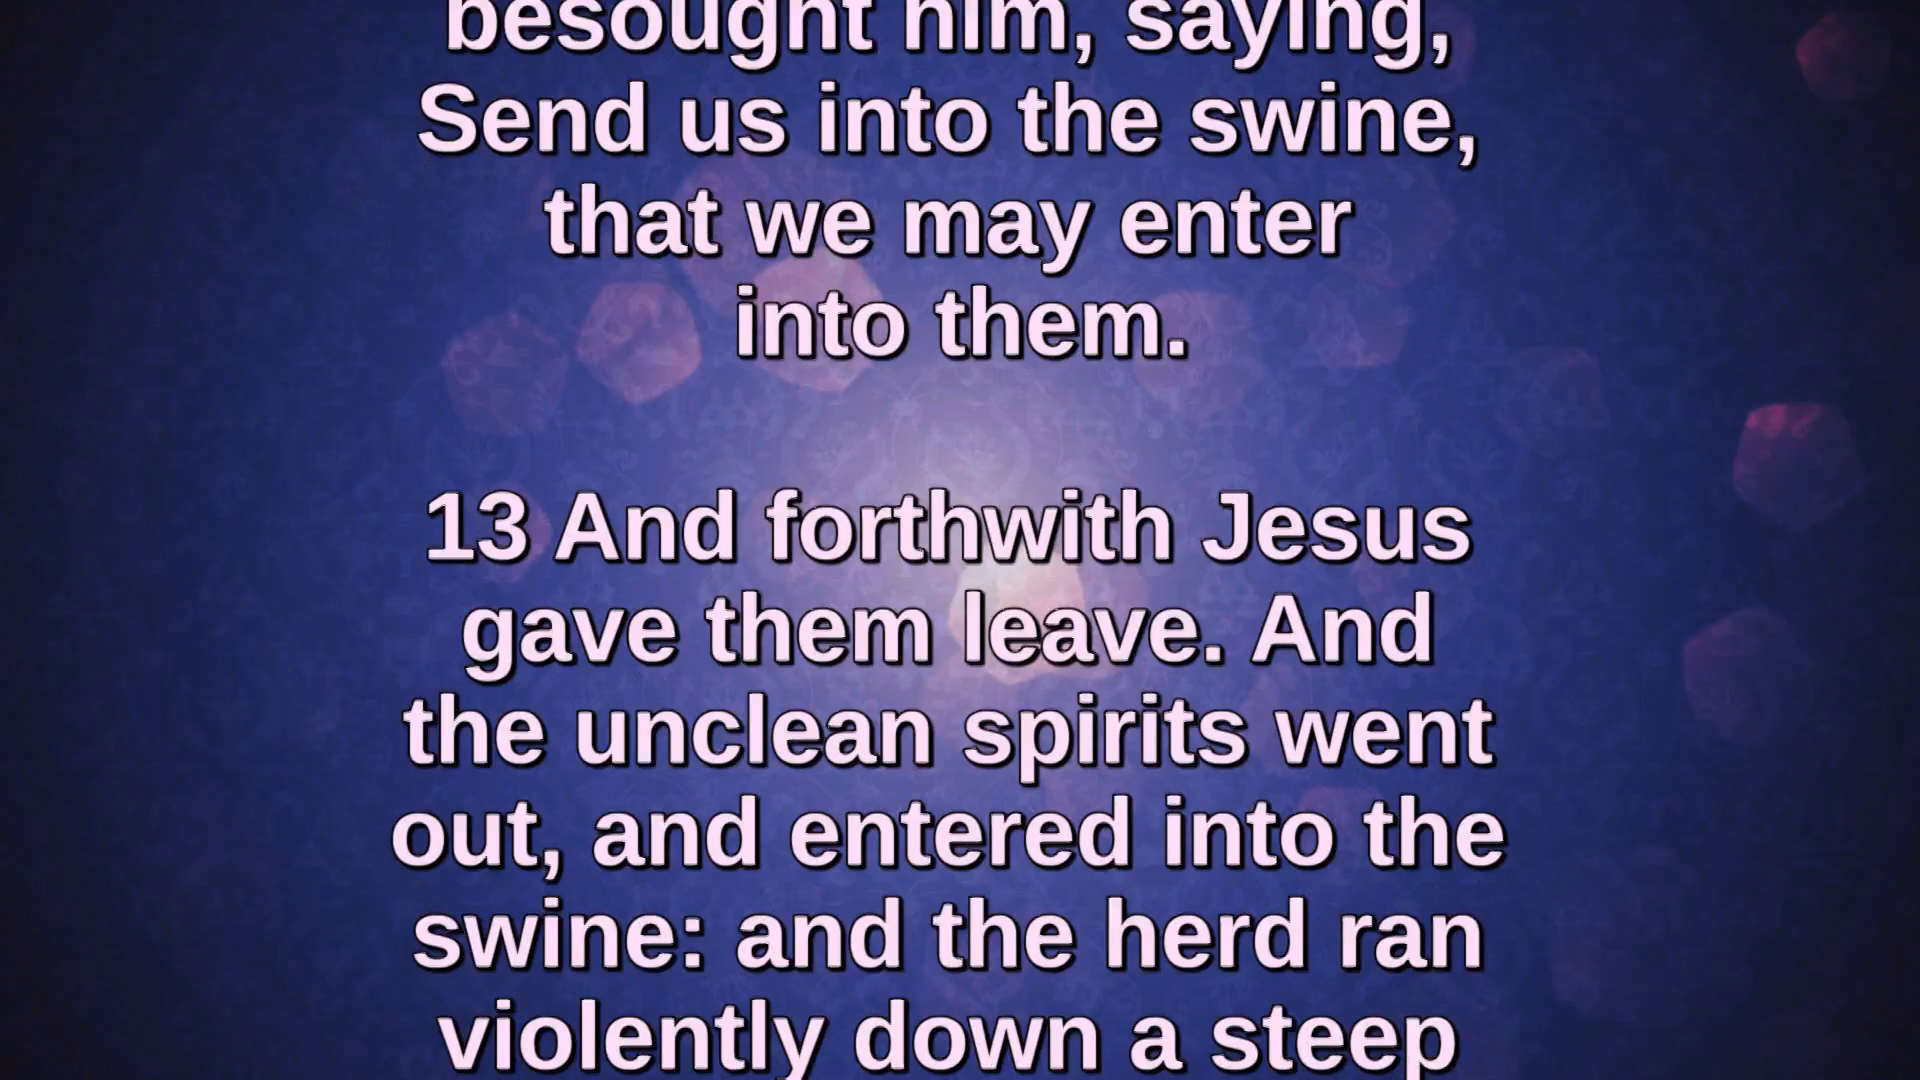 besought him, saying,
Send us into the swine,
that we may enter
into them.
13 And forthwith Jesus
gave them leave. And
the unclean spirits went
out, and entered into the
swine: and the herd ran
violently down a steep